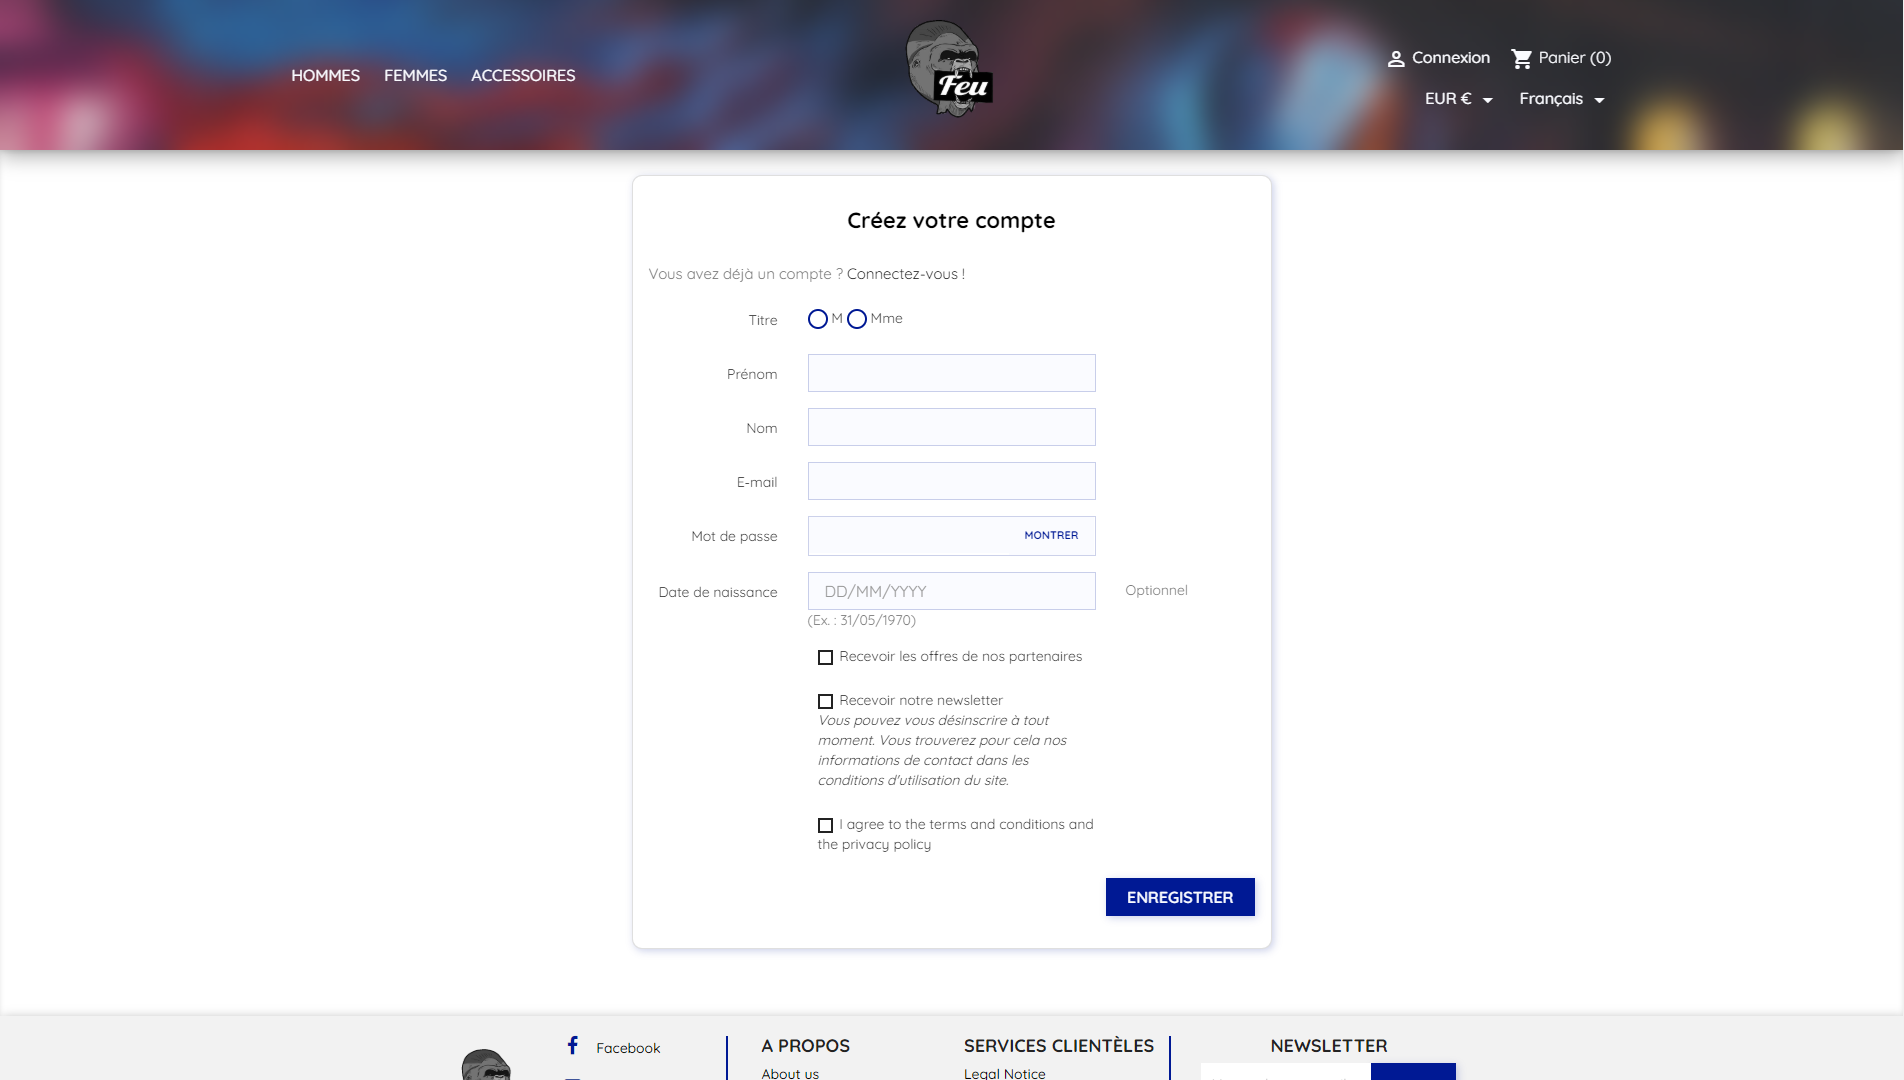 HOMMES FEMMES ACCESSOIRES
Feu
Connexion Panier (0)
EUR € Français
Créez votre compte
Vous avez déjà un compte ? Connectez-vous !
Titre M Mme
Prénom
Nom
E-mail
Mot de passe MONTRER
Date de naissance DD/MM/YYYY Optionnel
(Ex. : 31/05/1970)
Recevoir les offres de nos partenaires
Recevoir notre newsletter
Vous pouvez vous désinscrire à tout
moment. Vous trouverez pour cela nos
informations de contact dans les
conditions d'utilisation du site.
I agree to the terms and conditions and
the privacy policy
ENREGISTRER
Facebook
A PROPOS
About us
SERVICES CLIENTÈLES
Legal Notice
NEWSLETTER